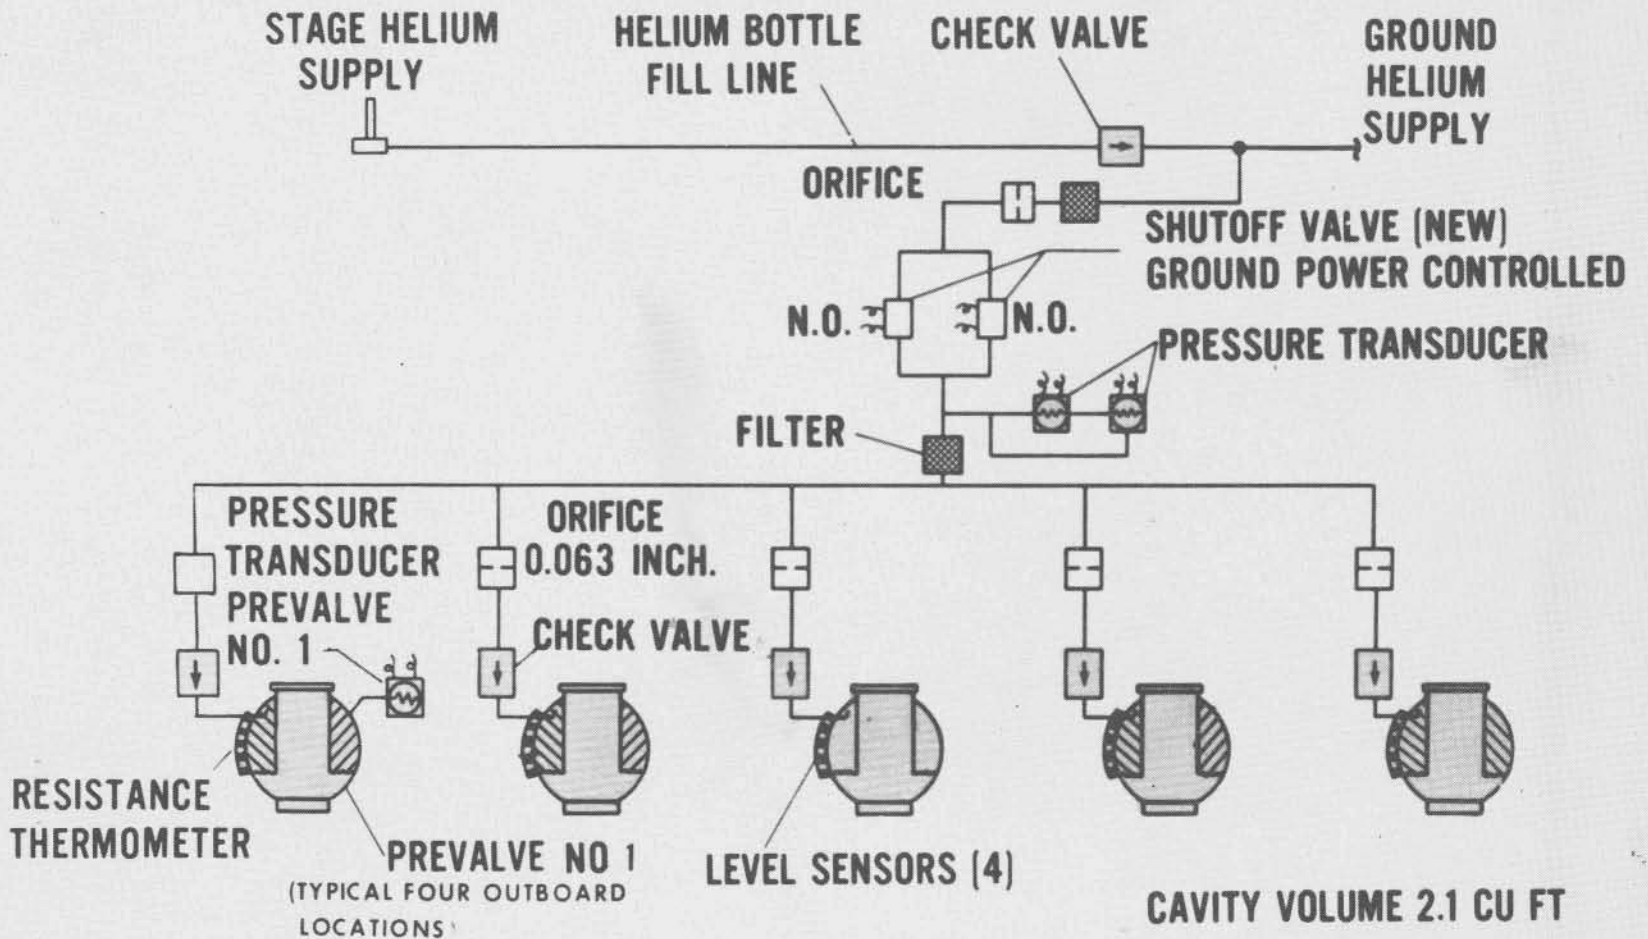 STAGE HELIUM
SUPPLY
HELIUM BOTTLE
FILL LINE
CHECK VALVE
GROUND
HELIUM
SUPPLY
ORIFICE
SHUTOFF VALVE (NEW)
GROUND POWER CONTROLLED
N.O.
N.O.
PRESSURE TRANSDUCER
FILTER
PRESSURE
TRANSDUCER
PREVALVE
NO. 1
ORIFICE
0.063 INCH.
CHECK VALVE
RESISTANCE
THERMOMETER
PREVALVE NO 1
(TYPICAL FOUR OUTBOARD
LOCATIONS
LEVEL SENSORS (4)
CAVITY VOLUME 2.1 CU FT